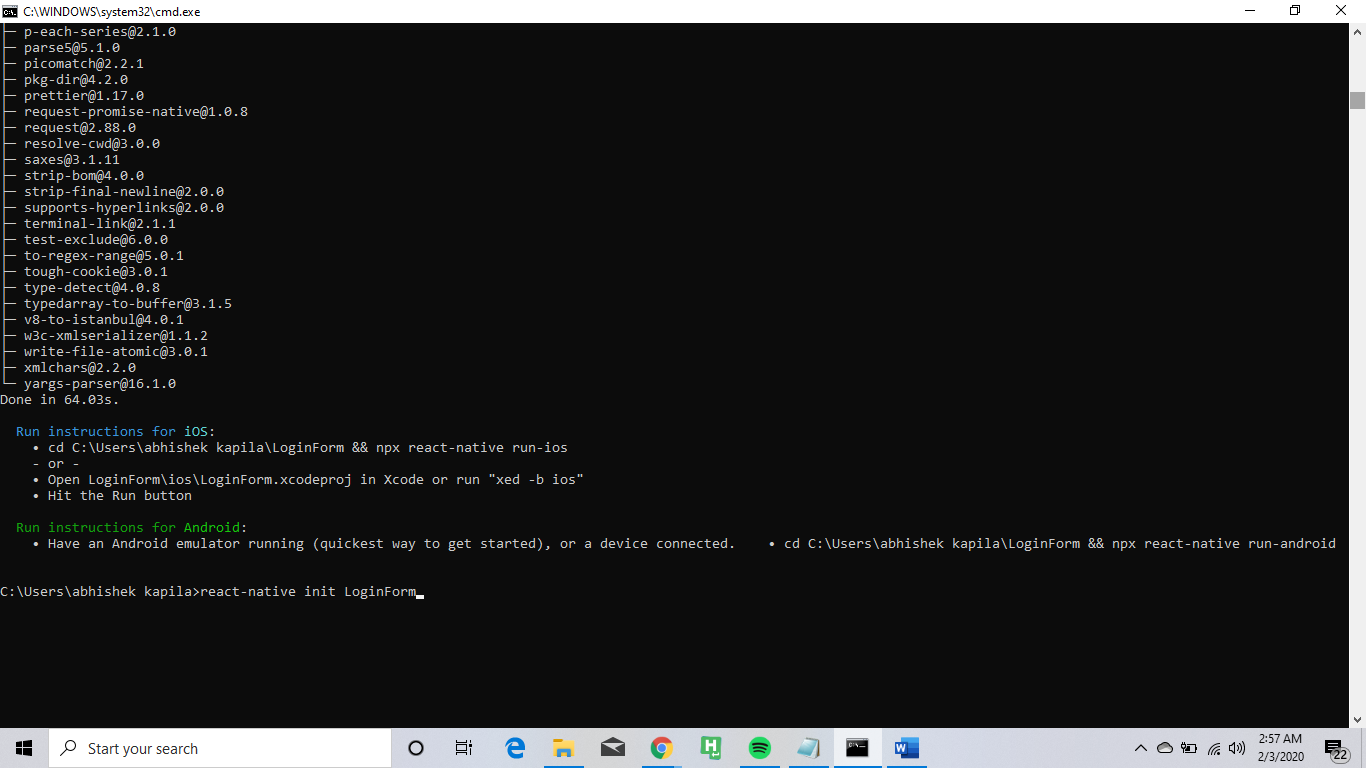 C:\WINDOWS\system32\cmd.exe
├─ p-each-series@2.1.0
├─ parse5@5.1.0
├─ picomatch@2.2.1
├─ pkg-dir@4.2.0
├─ prettier@1.17.0
├─ request-promise-native@1.0.8
├─ request@2.88.0
├─ resolve-cwd@3.0.0
├─ saxes@3.1.11
├─ strip-bom@4.0.0
├─ strip-final-newline@2.0.0
├─ supports-hyperlinks@2.0.0
├─ terminal-link@2.1.1
├─ test-exclude@6.0.0
├─ to-regex-range@5.0.1
├─ tough-cookie@3.0.1
├─ type-detect@4.0.8
├─ typedarray-to-buffer@3.1.5
├─ v8-to-istanbul@4.0.1
├─ w3c-xmlserializer@1.1.2
├─ write-file-atomic@3.0.1
├─ xmlchars@2.2.0
└─ yargs-parser@16.1.0
Done in 64.03s.
Run instructions for iOS:
• cd C:\Users\abhishek kapila\LoginForm && npx react-native run-ios
- or -
• Open LoginForm\ios\LoginForm.xcodeproj in Xcode or run "xed -b ios"
• Hit the Run button
Run instructions for Android:
• Have an Android emulator running (quickest way to get started), or a device connected.    • cd C:\Users\abhishek kapila\LoginForm && npx react-native run-android
C:\Users\abhishek kapila>react-native init LoginForm
Start your search
2:57 AM
2/3/2020
22